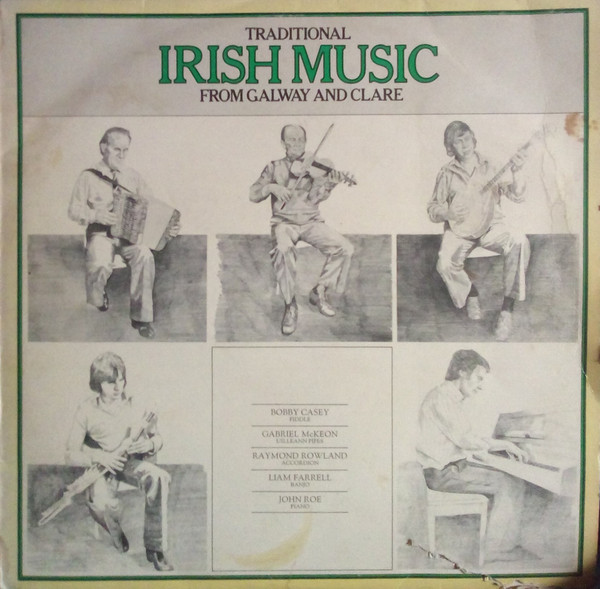 TRADITIONAL
IRISH MUSIC
FROM GALWAY AND CLARE
BOBBY CASEY
FIDDLE
GABRIEL McKEON
UILLEANN PIPES
RAYMOND ROWLAND
ACCORDION
LIAM FARRELL
BANJO
JOHN ROE
PIANO